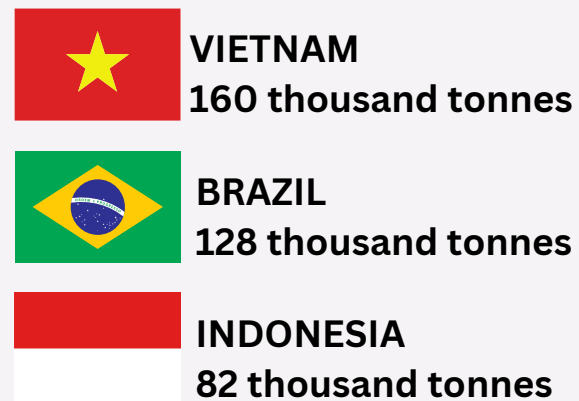 VIETNAM
160 thousand tonnes
BRAZIL
128 thousand tonnes
INDONESIA
82 thousand tonnes